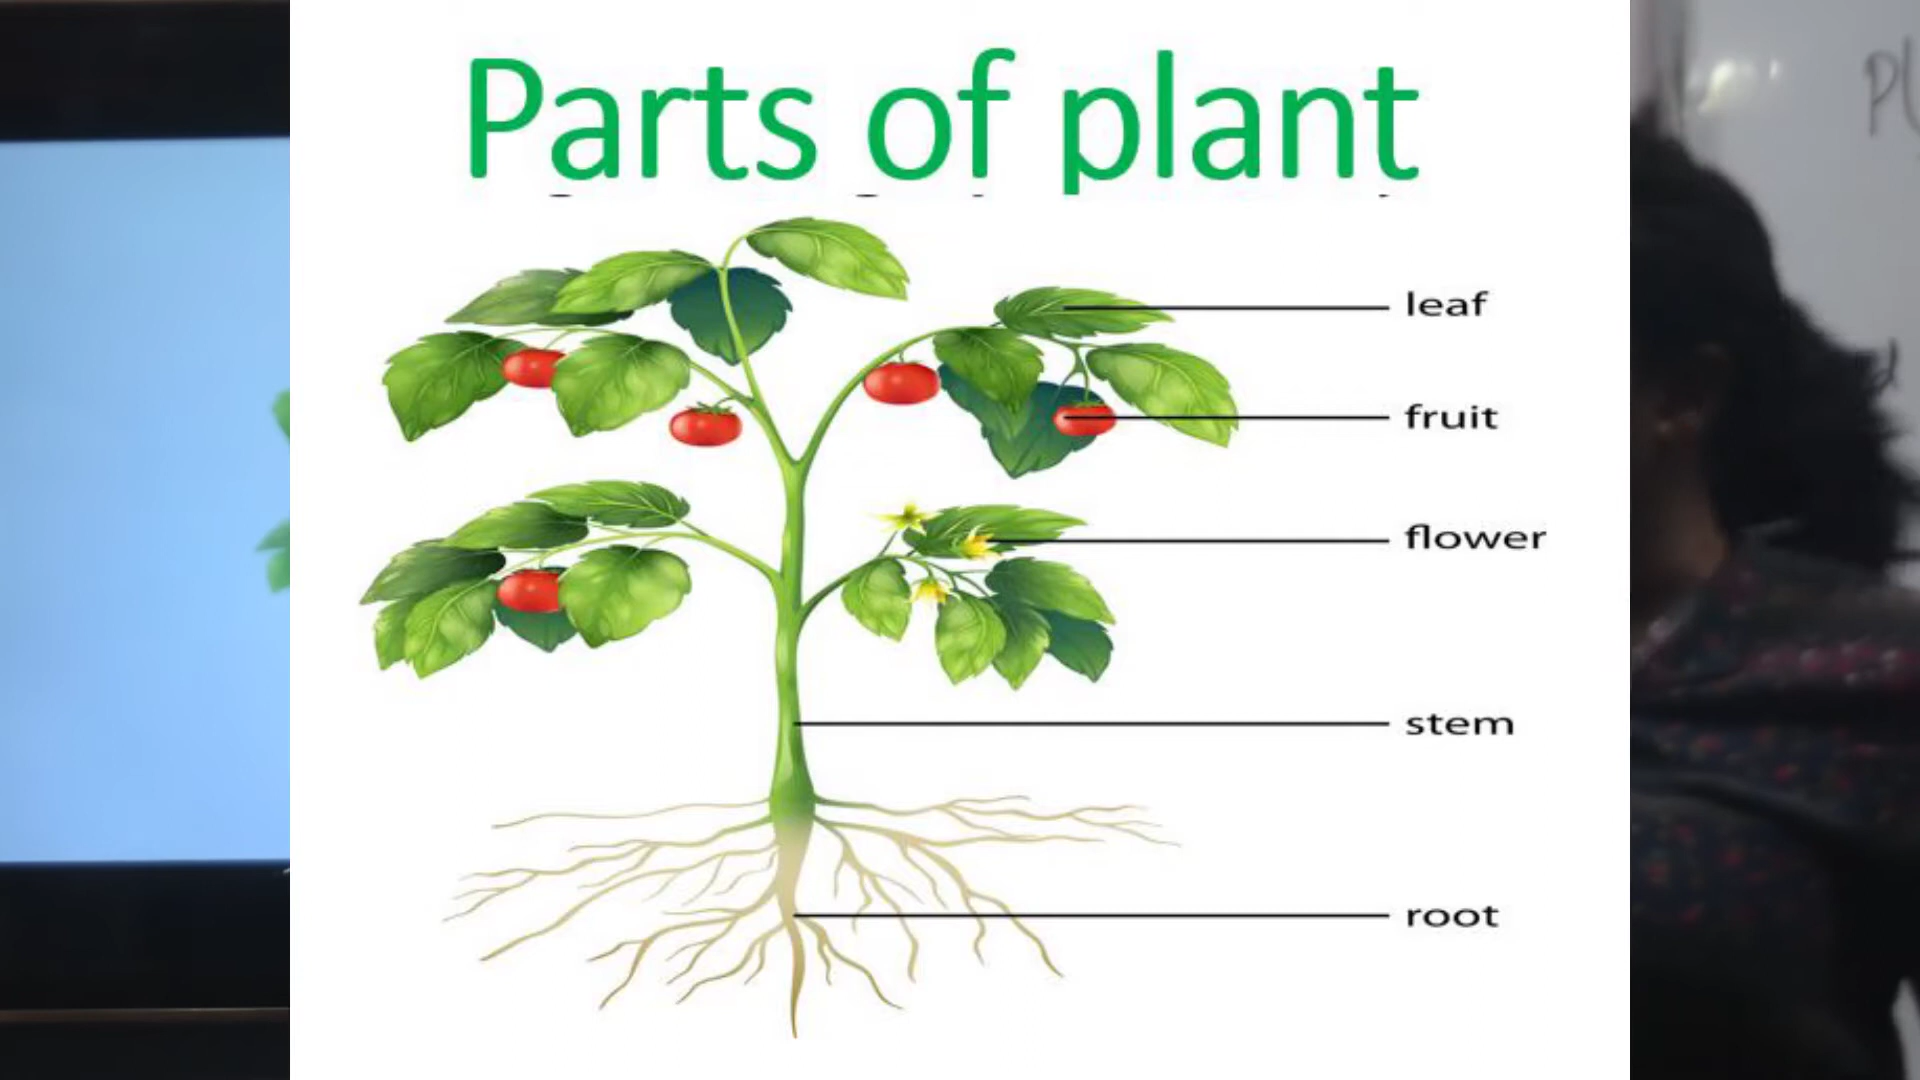 Parts of plant
leaf
fruit
flower
stem
root